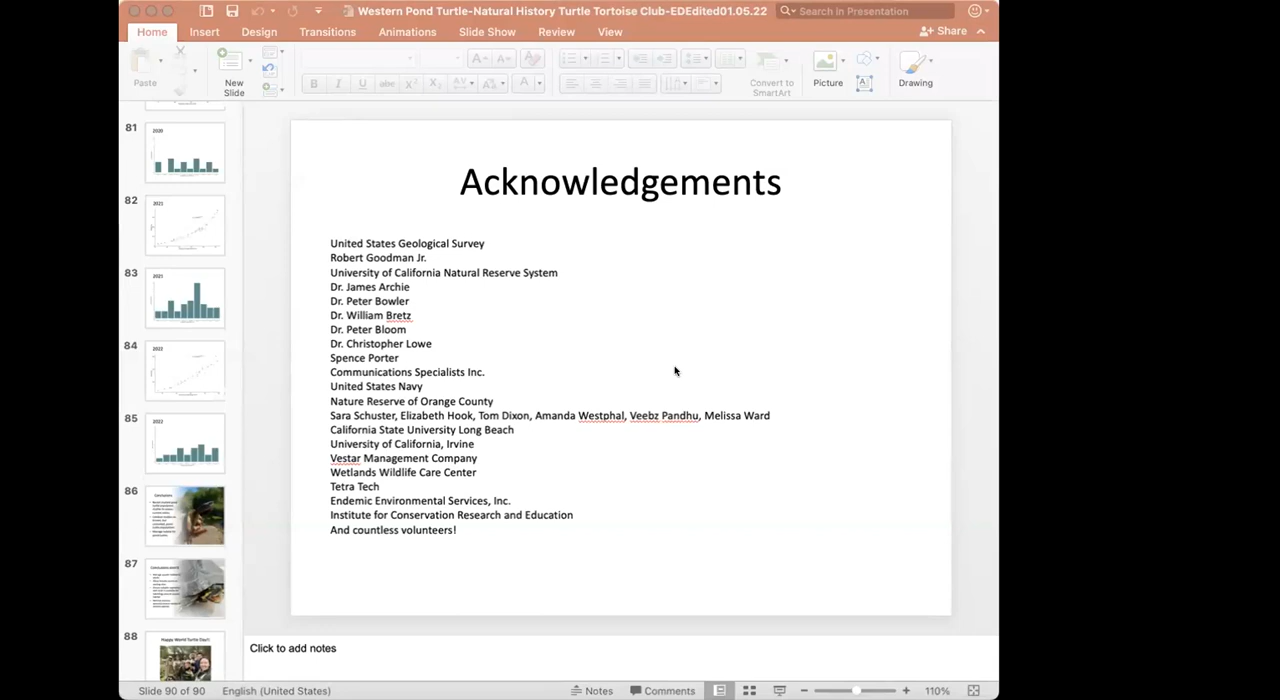 Western Pond Turtle-Natural History Turtle Tortoise Club-EDEdited01.05.22
Search in Presentation
Home Insert Design Transitions Animations Slide Show Review View
Share
Paste
New
Slide
Convert to
SmartArt
Picture
Drawing
81
2020
82
2021
83
2021
84
85
2022
86
Conclusions
87
88
Happy World Turtle Day!!
Acknowledgements
United States Geological Survey
Robert Goodman Jr.
University of California Natural Reserve System
Dr. James Archie
Dr. Peter Bowler
Dr. William Bretz
Dr. Peter Bloom
Dr. Christopher Lowe
Spence Porter
Communications Specialists Inc.
United States Navy
Nature Reserve of Orange County
Sara Schuster, Elizabeth Hook, Tom Dixon, Amanda Westphal, Veebz Pandhu, Melissa Ward
California State University Long Beach
University of California, Irvine
Vestar Management Company
Wetlands Wildlife Care Center
Tetra Tech
Endemic Environmental Services, Inc.
Institute for Conservation Research and Education
And countless volunteers!
Click to add notes
Slide 90 of 90 English (United States) Notes Comments 110%